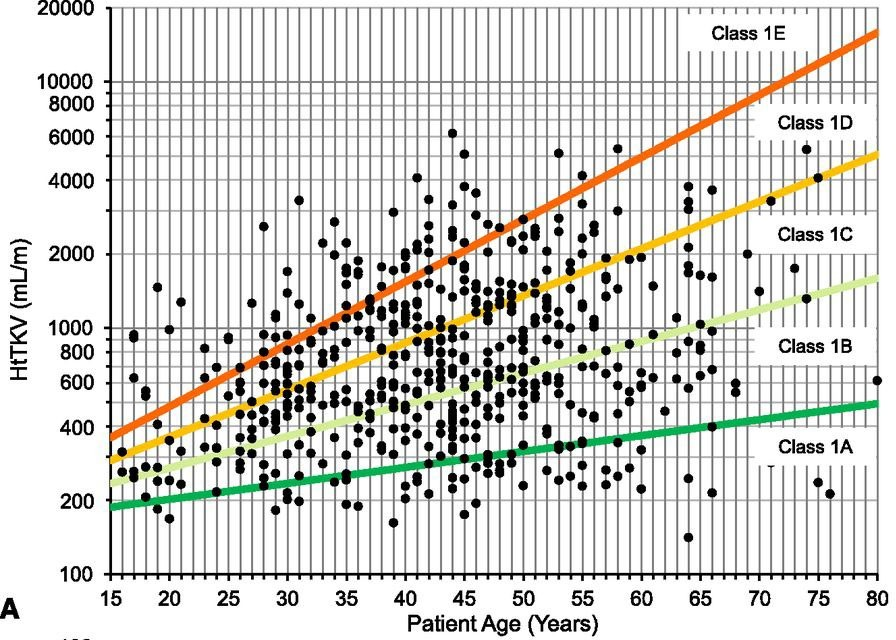 20000
10000
8000
6000
4000
2000
1000
800
600
400
200
100
HtTKV (mL/m)
Class 1E
Class 1D
Class 1C
Class 1B
Class 1A
15 20 25 30 35 40 45 50 55 60 65 70 75 80
Patient Age (Years)
A